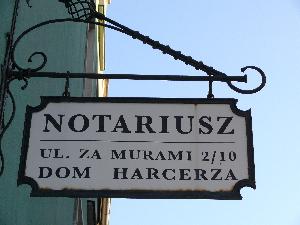 NOTARIUSZ
UL. ZA MURAMI 2/10
DOM HARCERZA